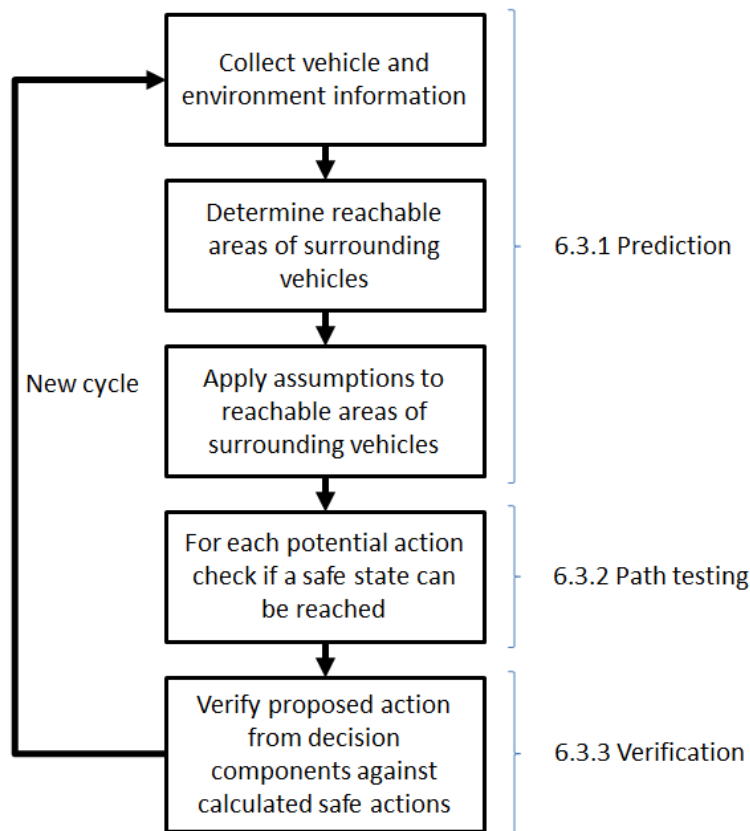 Collect vehicle and
environment information
Determine reachable
areas of surrounding
vehicles
6.3.1 Prediction
New cycle
Apply assumptions to
reachable areas of
surrounding vehicles
For each potential action
check if a safe state can
be reached
6.3.2 Path testing
Verify proposed action
from decision
components against
calculated safe actions
6.3.3 Verification